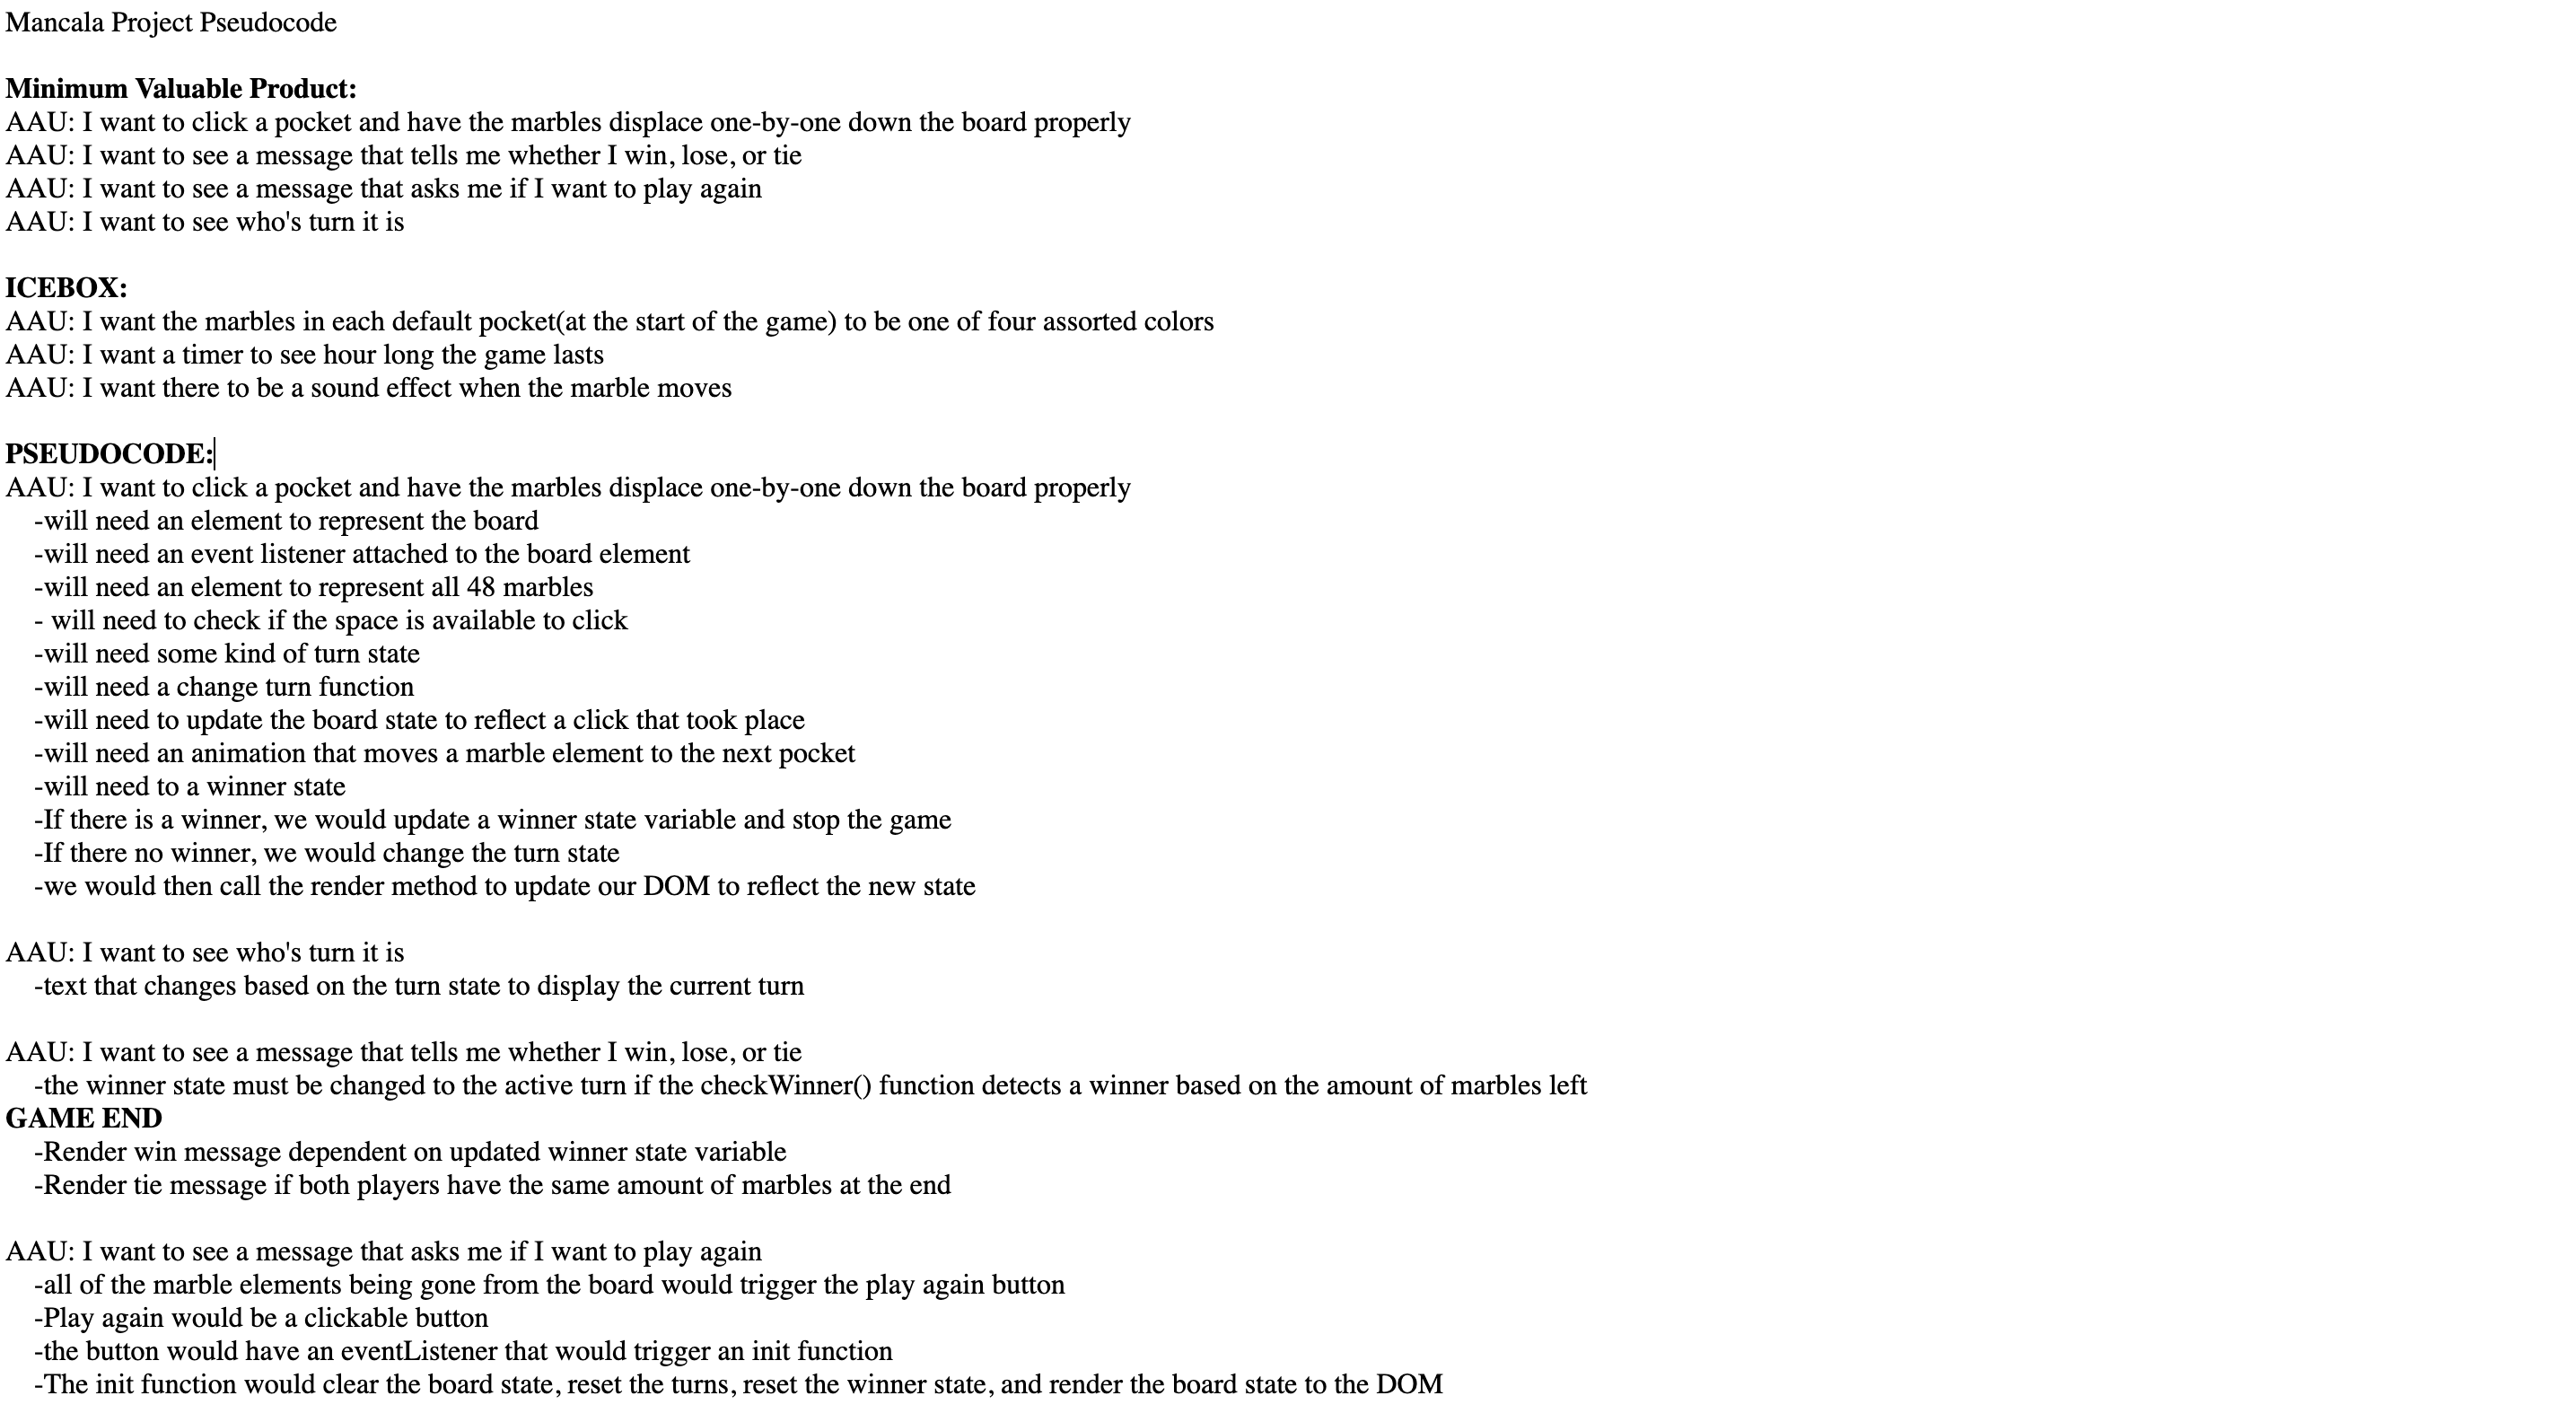 Mancala Project Pseudocode
Minimum Valuable Product:
AAU: I want to click a pocket and have the marbles displace one-by-one down the board properly
AAU: I want to see a message that tells me whether I win, lose, or tie
AAU: I want to see a message that asks me if I want to play again
AAU: I want to see who's turn it is
ICEBOX:
AAU: I want the marbles in each default pocket(at the start of the game) to be one of four assorted colors
AAU: I want a timer to see hour long the game lasts
AAU: I want there to be a sound effect when the marble moves
PSEUDOCODE:
AAU: I want to click a pocket and have the marbles displace one-by-one down the board properly
-will need an element to represent the board
-will need an event listener attached to the board element
-will need an element to represent all 48 marbles
- will need to check if the space is available to click
-will need some kind of turn state
-will need a change turn function
-will need to update the board state to reflect a click that took place
-will need an animation that moves a marble element to the next pocket
-will need to a winner state
-If there is a winner, we would update a winner state variable and stop the game
-If there no winner, we would change the turn state
-we would then call the render method to update our DOM to reflect the new state
AAU: I want to see who's turn it is
-text that changes based on the turn state to display the current turn
AAU: I want to see a message that tells me whether I win, lose, or tie
-the winner state must be changed to the active turn if the checkWinner() function detects a winner based on the amount of marbles left
GAME END
-Render win message dependent on updated winner state variable
-Render tie message if both players have the same amount of marbles at the end
AAU: I want to see a message that asks me if I want to play again
-all of the marble elements being gone from the board would trigger the play again button
-Play again would be a clickable button
-the button would have an eventListener that would trigger an init function
-The init function would clear the board state, reset the turns, reset the winner state, and render the board state to the DOM